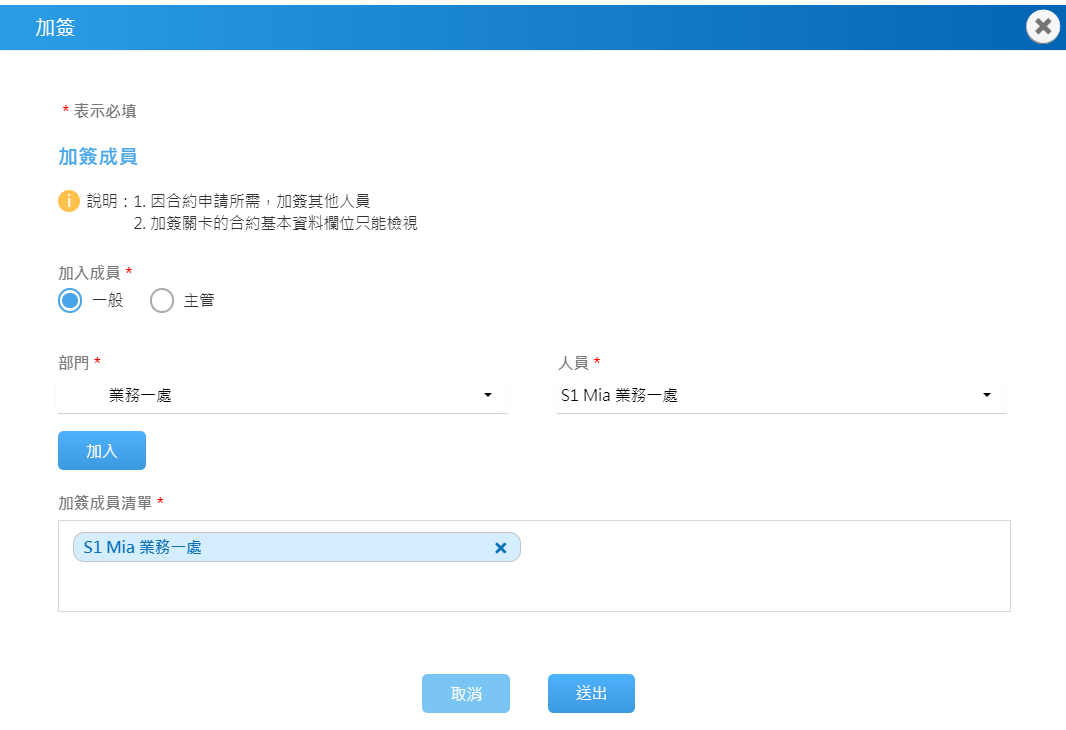 加簽
* 表示必填
加簽成員
說明：1. 因合約申請所需，加簽其他人員
2. 加簽關卡的合約基本資料欄位只能檢視
加入成員 *
一般 主管
部門 * 人員 *
業務一處 S1 Mia 業務一處
加入
加簽成員清單 *
S1 Mia 業務一處
取消 送出